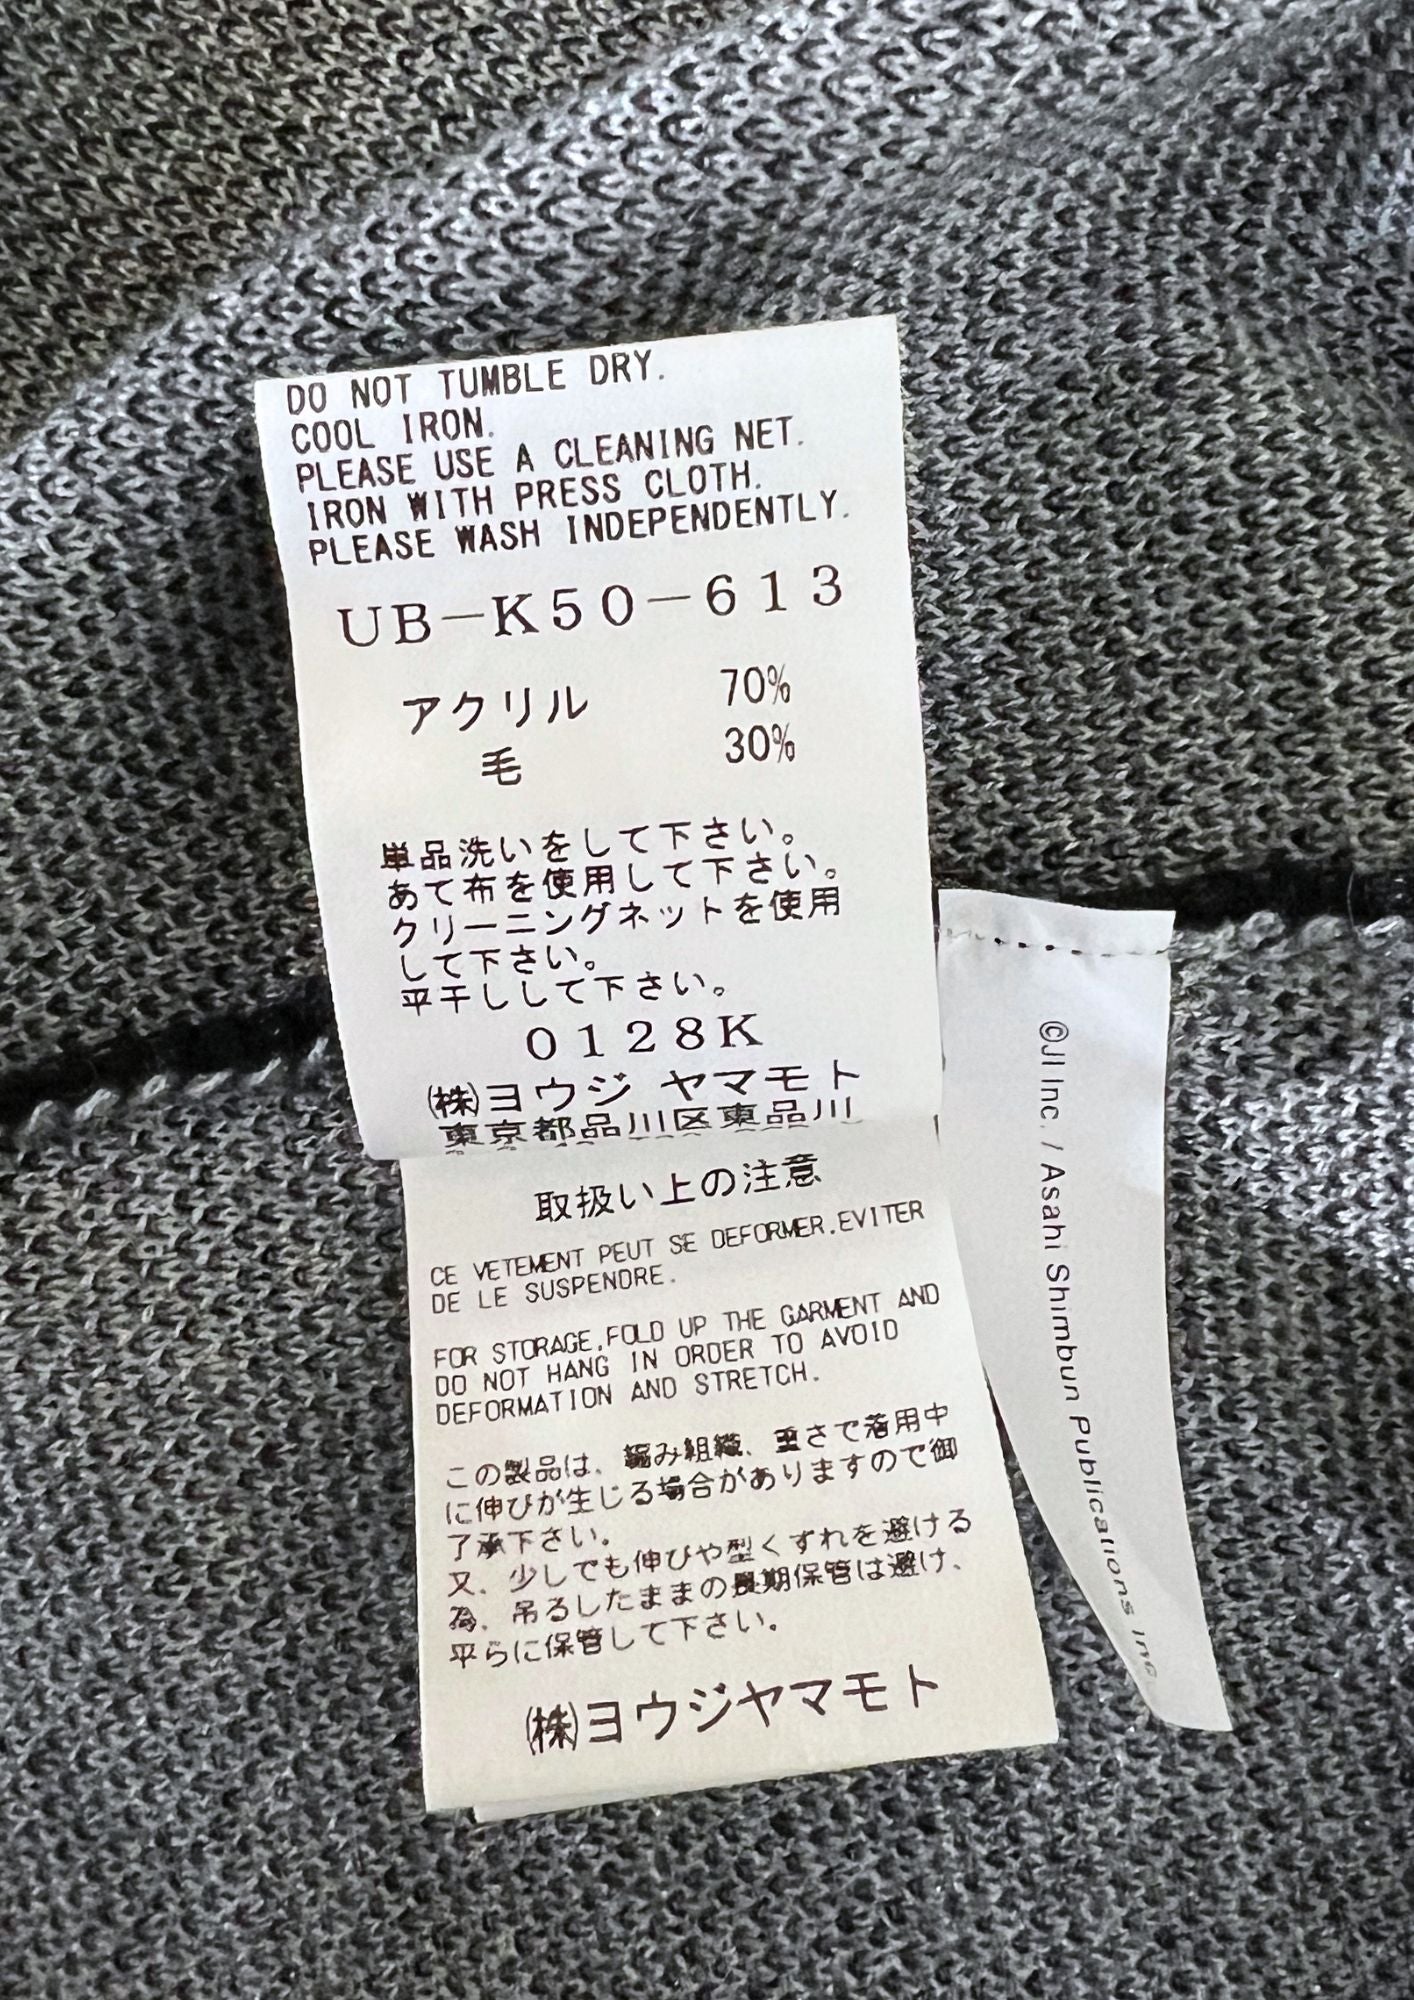 DO NOT TUMBLE DRY.
COOL IRON.
PLEASE USE A CLEANING NET.
IRON WITH PRESS CLOTH.
PLEASE WASH INDEPENDENTLY.
UB-K50-613
アクリル 70%
毛 30%
単品洗いをして下さい。
あて布を使用して下さい。
クリーニングネットを使用
して下さい。
平干しして下さい。
0128K
㈱ヨウジ ヤマモト
東京都品川区東品川
取扱い上の注意
CE VETEMENT PEUT SE DEFORMER.EVITER
DE LE SUSPENDRE.
FOR STORAGE,FOLD UP THE GARMENT AND
DO NOT HANG IN ORDER TO AVOID
DEFORMATION AND STRETCH.
この製品は、編み組織、重さで着用中
に伸びが生じる場合がありますので御
了承下さい。
又、少しでも伸びや型くずれを避ける
為、吊るしたままの長期保管は避け、
平らに保管して下さい。
㈱ヨウジヤマモト
©JI Inc. / Asahi Shimbun Publications Inc